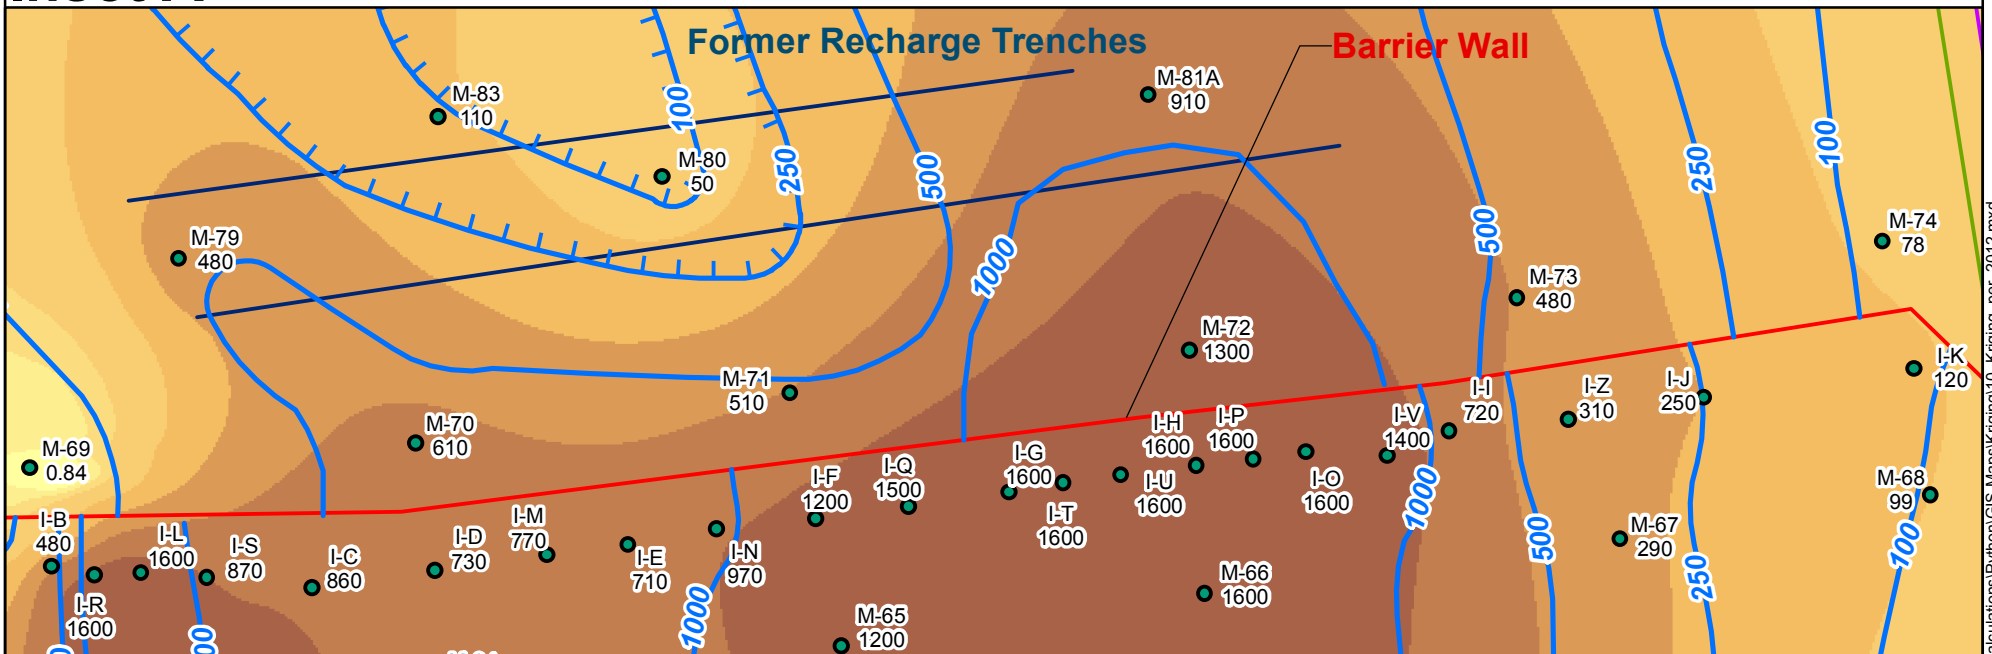 Former Recharge Trenches
Barrier Wall
M-83
110
100
M-81A
910
M-80
50
250
500
250
100
M-79
480
1000
500
M-74
78
M-73
480
M-72
1300
M-71
510
I-K
120
I-J
250
I-Z
310
I-I
720
I-V
1400
I-P
1600
I-H
1600
M-70
610
M-69
0.84
I-G
1600
I-Q
1500
I-F
1200
I-U
1600
I-O
1600
1000
M-68
99
I-B
480
I-L
1600
I-S
870
I-C
860
I-D
730
I-M
770
I-E
710
I-N
970
I-T
1600
500
M-67
290
250
100
I-R
1600
1000
M-65
1200
M-66
1600